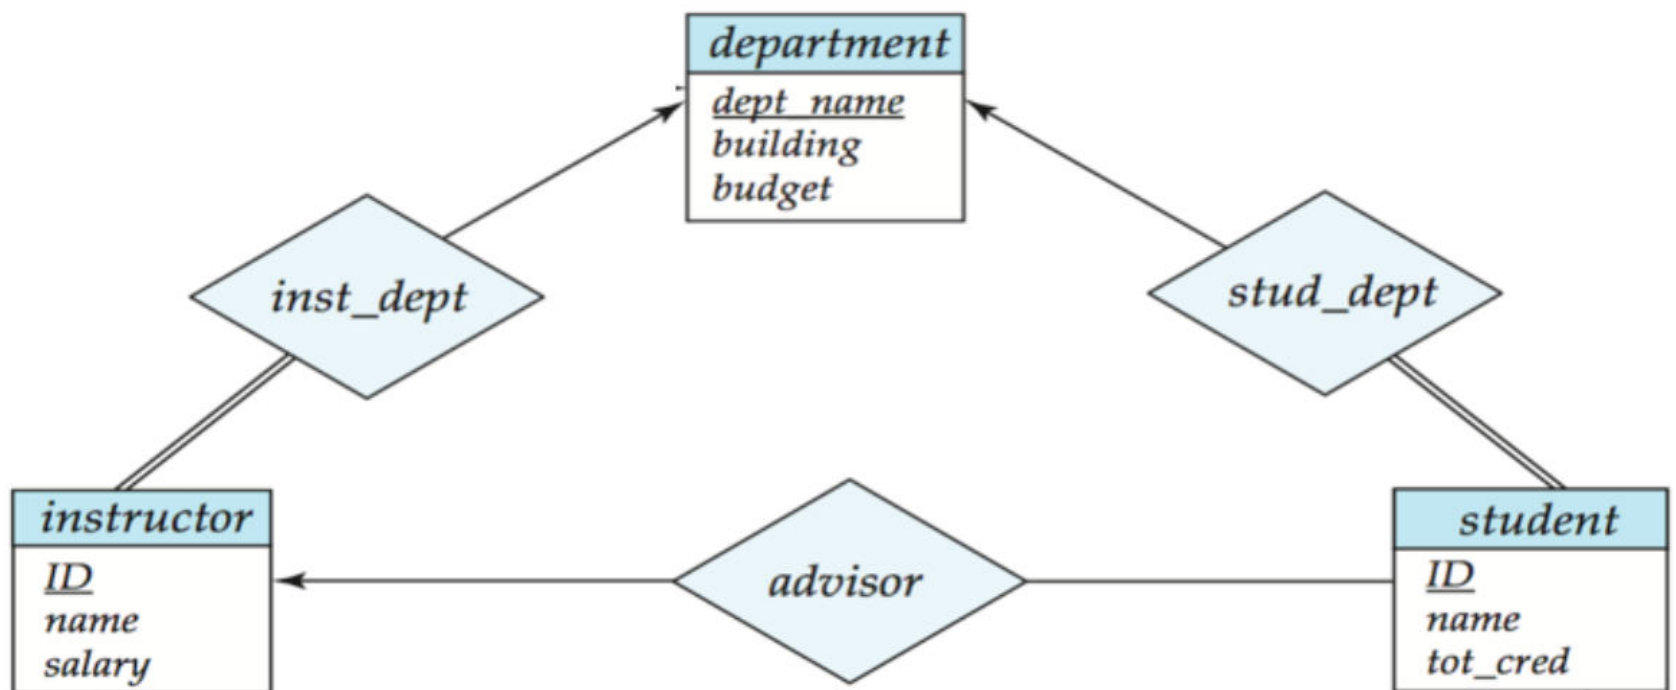 department
dept_name
building
budget
inst_dept
stud_dept
instructor
ID
name
salary
advisor
student
ID
name
tot_cred